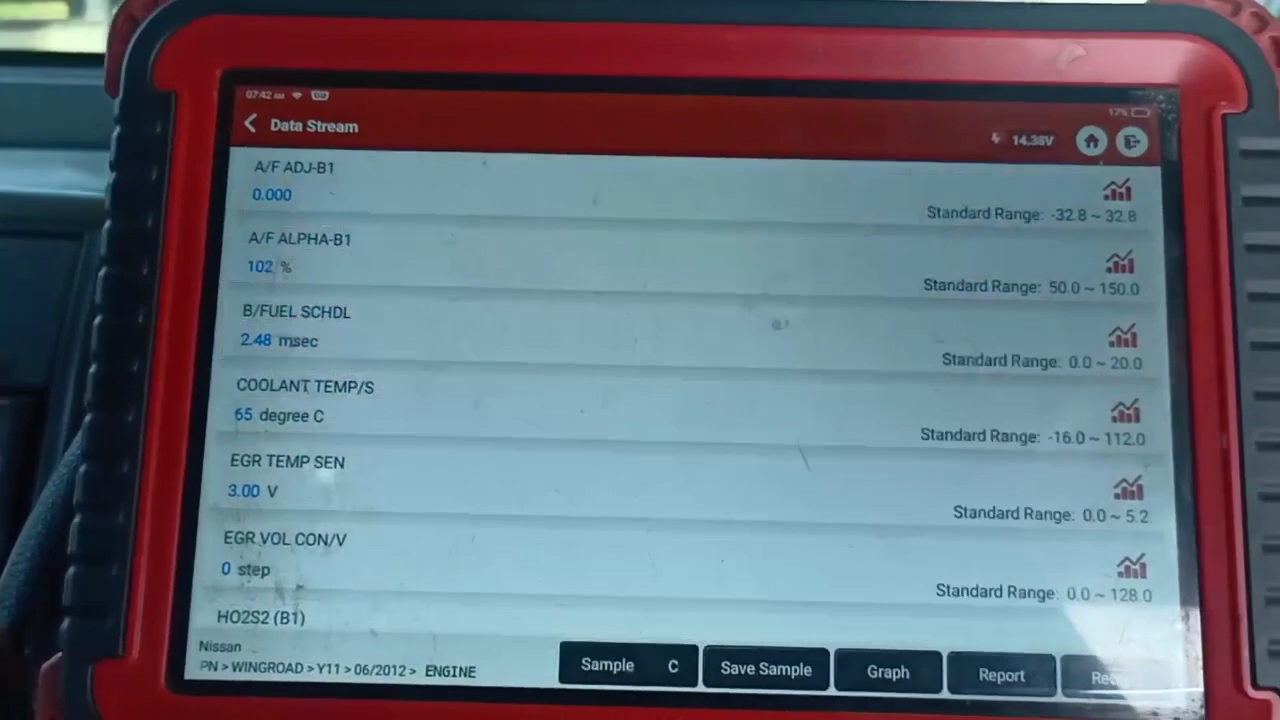 07:42 AM
17%
Data Stream
14.38V
A/F ADJ-B1
0.000
Standard Range: -32.8 ~ 32.8
A/F ALPHA-B1
102 %
Standard Range: 50.0 ~ 150.0
B/FUEL SCHDL
2.48 msec
Standard Range: 0.0 ~ 20.0
COOLANT TEMP/S
65 degree C
Standard Range: -16.0 ~ 112.0
EGR TEMP SEN
3.00 V
Standard Range: 0.0 ~ 5.2
EGR VOL CON/V
0 step
Standard Range: 0.0 ~ 128.0
HO2S2 (B1)
Nissan
PN > WINGROAD > Y11 > 06/2012 > ENGINE
Sample C
Save Sample
Graph
Report